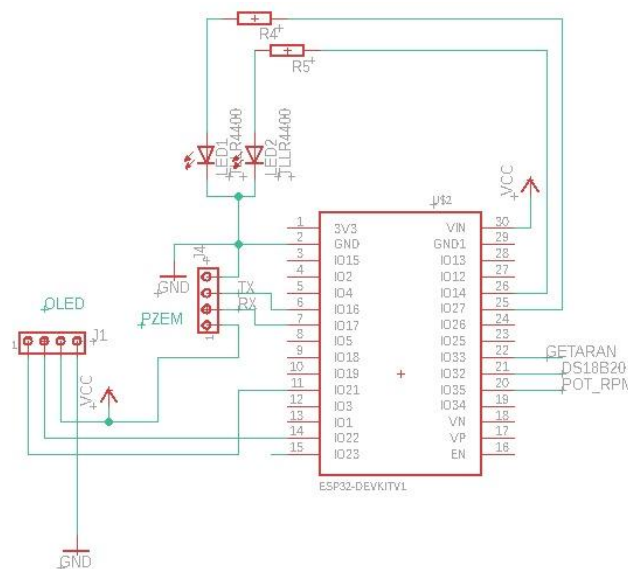 R4
R5
LED1
JTLLR4400
LED2
JTLLR4400
U$2
VCC
1 3V3 VIN 30
2 GND GND1 29
3 IO15 IO13 28
4 IO2 IO12 27
5 IO4 IO14 26
6 IO16 IO27 25
7 IO17 IO26 24
8 IO5 IO25 23
9 IO18 IO33 22 GETARAN
10 IO19 IO32 21 DS18B20
11 IO21 IO35 20 POT_RPM
12 IO3 IO34 19
13 IO1 VN 18
14 IO22 VP 17
15 IO23 EN 16
ESP32-DEVKITV1
J4
GND
TX
RX
PZEM
1
OLED
1
J1
VCC
GND